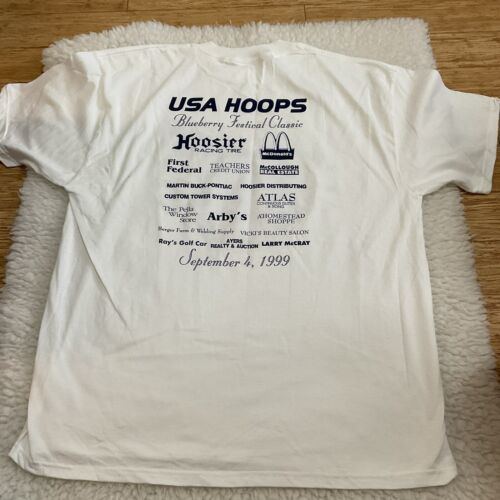 USA HOOPS
Blueberry Festival Classic
Hoosier
RACING TIRE
McDonald's
First
Federal
TEACHERS
CREDIT UNION
McCOLLOUGH
REAL ESTATE
MARTIN BUCK-PONTIAC
HOOSIER DISTRIBUTING
CUSTOM TOWER SYSTEMS
ATLAS
The Pella
Window
Store
Arby's
A HOMESTEAD
SHOPPE
Farm & Welding Supply
VICKI'S BEAUTY SALON
Ray's Golf Car
AYERS
REALTY & AUCTION
LARRY McCRAY
September 4, 1999